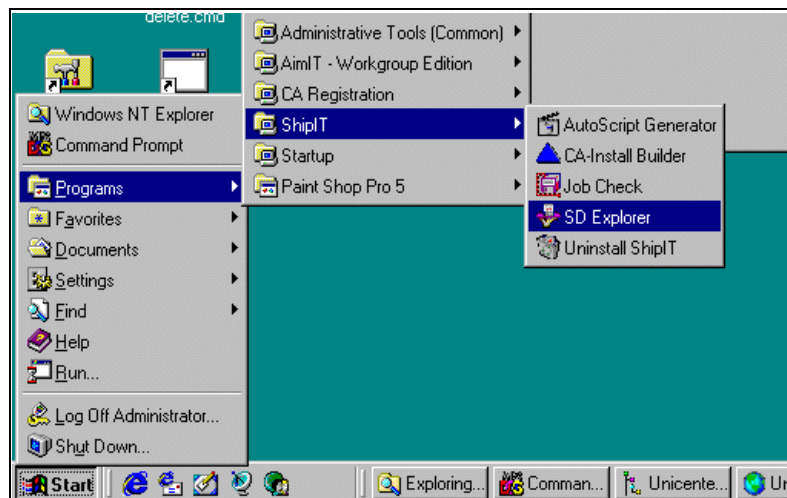 delete.cmd
Administrative Tools (Common)
AimIT - Workgroup Edition
CA Registration
ShipIT
Startup
Paint Shop Pro 5
AutoScript Generator
CA-Install Builder
Job Check
SD Explorer
Uninstall ShipIT
Windows NT Explorer
Command Prompt
Programs
Favorites
Documents
Settings
Find
Help
Run...
Log Off Administrator...
Shut Down...
Start
Exploring...
Comman...
Unicente...